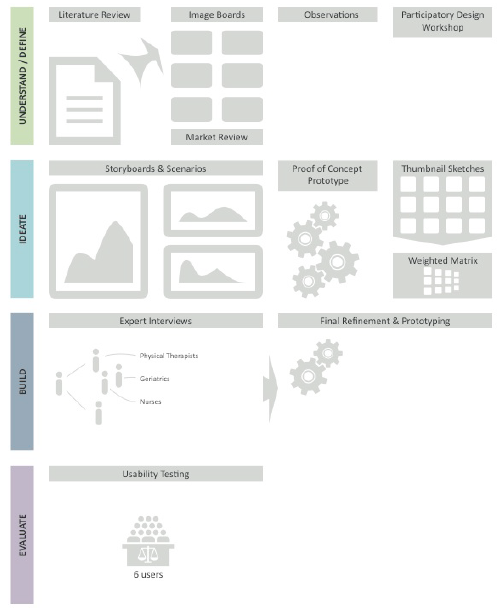 UNDERSTAND / DEFINE
Literature Review
Image Boards
Observations
Participatory Design
Workshop
Market Review
IDEATE
Storyboards & Scenarios
Proof of Concept
Prototype
Thumbnail Sketches
Weighted Matrix
BUILD
Expert Interviews
Final Refinement & Prototyping
Physical Therapists
Geriatrics
Nurses
EVALUATE
Usability Testing
6 users